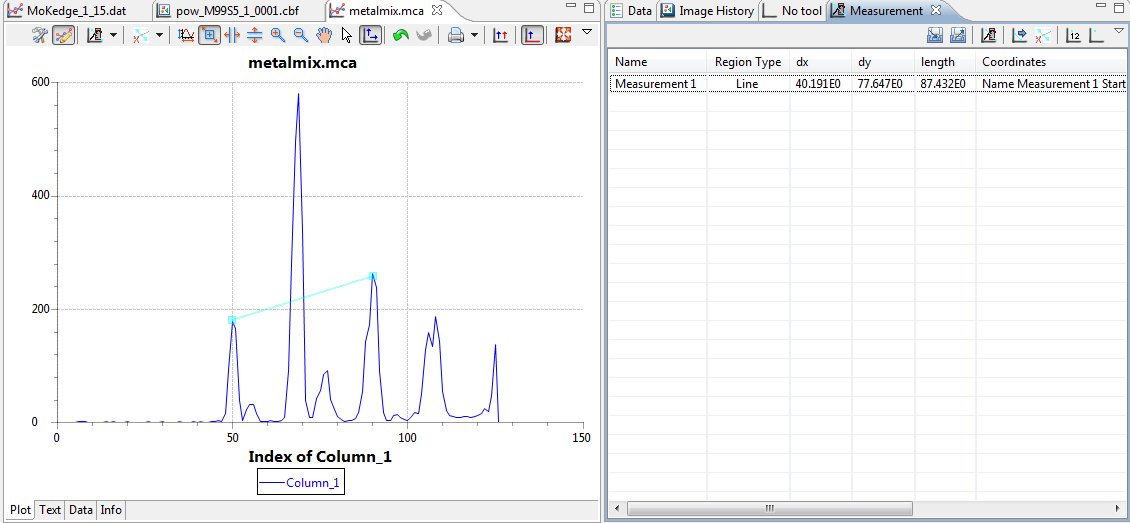 MoKedge_1_15.dat pow_M99S5_1_0001.cbf metalmix.mca
metalmix.mca
600
400
200
0
0 50 100 150
Index of Column_1
Column_1
Plot Text Data Info
Data Image History No tool Measurement
12
Name Region Type dx dy length Coordinates
Measurement 1 Line 40.191E0 77.647E0 87.432E0 Name Measurement 1 Start